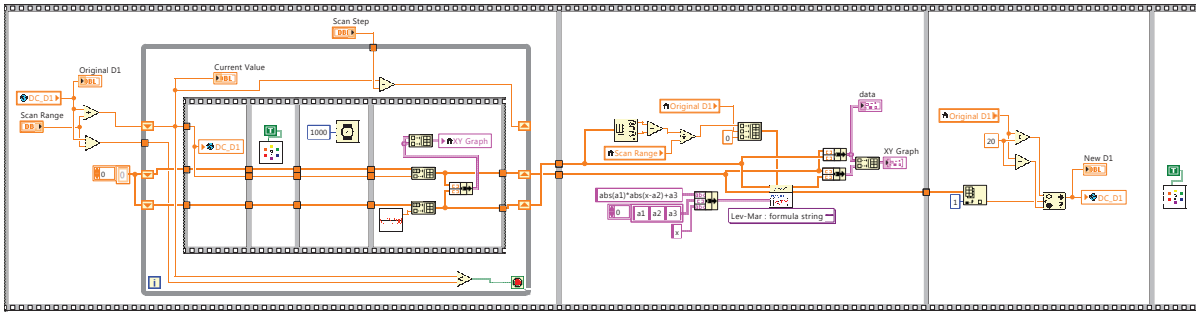 Scan Step
DBL
Original D1
DBL
DC_D1
Scan Range
DBL
0
0
Current Value
DBL
DC_D1
T
1000
XY Graph
i
Original D1
0
Scan Range
data
XY Graph
abs(a1)*abs(x-a2)+a3
0
a1
a2
a3
x
Lev-Mar : formula string
Original D1
20
1
New D1
DBL
DC_D1
T